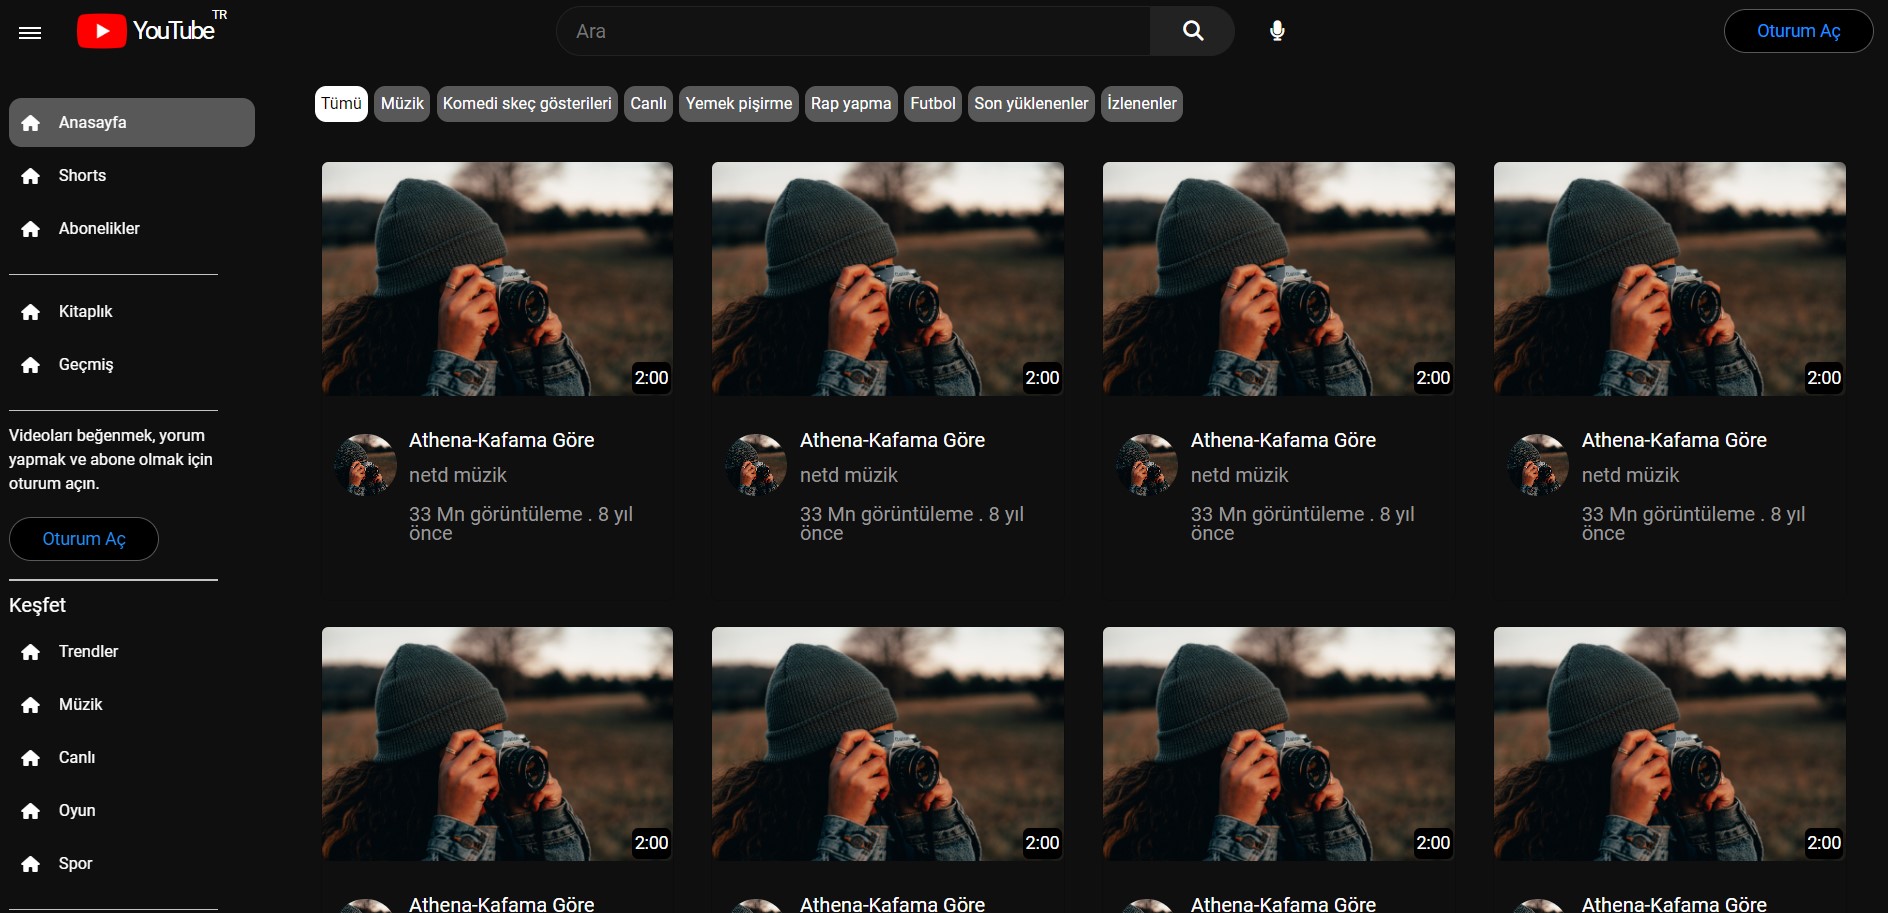 YouTube TR
Ara
Oturum Aç
Tümü Müzik Komedi skeç gösterileri Canlı Yemek pişirme Rap yapma Futbol Son yüklenenler İzlenenler
Anasayfa
Shorts
Abonelikler
Kitaplık
Geçmiş
Videoları beğenmek, yorum
yapmak ve abone olmak için
oturum açın.
Oturum Aç
Keşfet
Trendler
Müzik
Canlı
Oyun
Spor
2:00
Athena-Kafama Göre
netd müzik
33 Mn görüntüleme . 8 yıl
önce
2:00
Athena-Kafama Göre
netd müzik
33 Mn görüntüleme . 8 yıl
önce
2:00
Athena-Kafama Göre
netd müzik
33 Mn görüntüleme . 8 yıl
önce
2:00
Athena-Kafama Göre
netd müzik
33 Mn görüntüleme . 8 yıl
önce
2:00
Athena-Kafama Göre
2:00
Athena-Kafama Göre
2:00
Athena-Kafama Göre
2:00
Athena-Kafama Göre